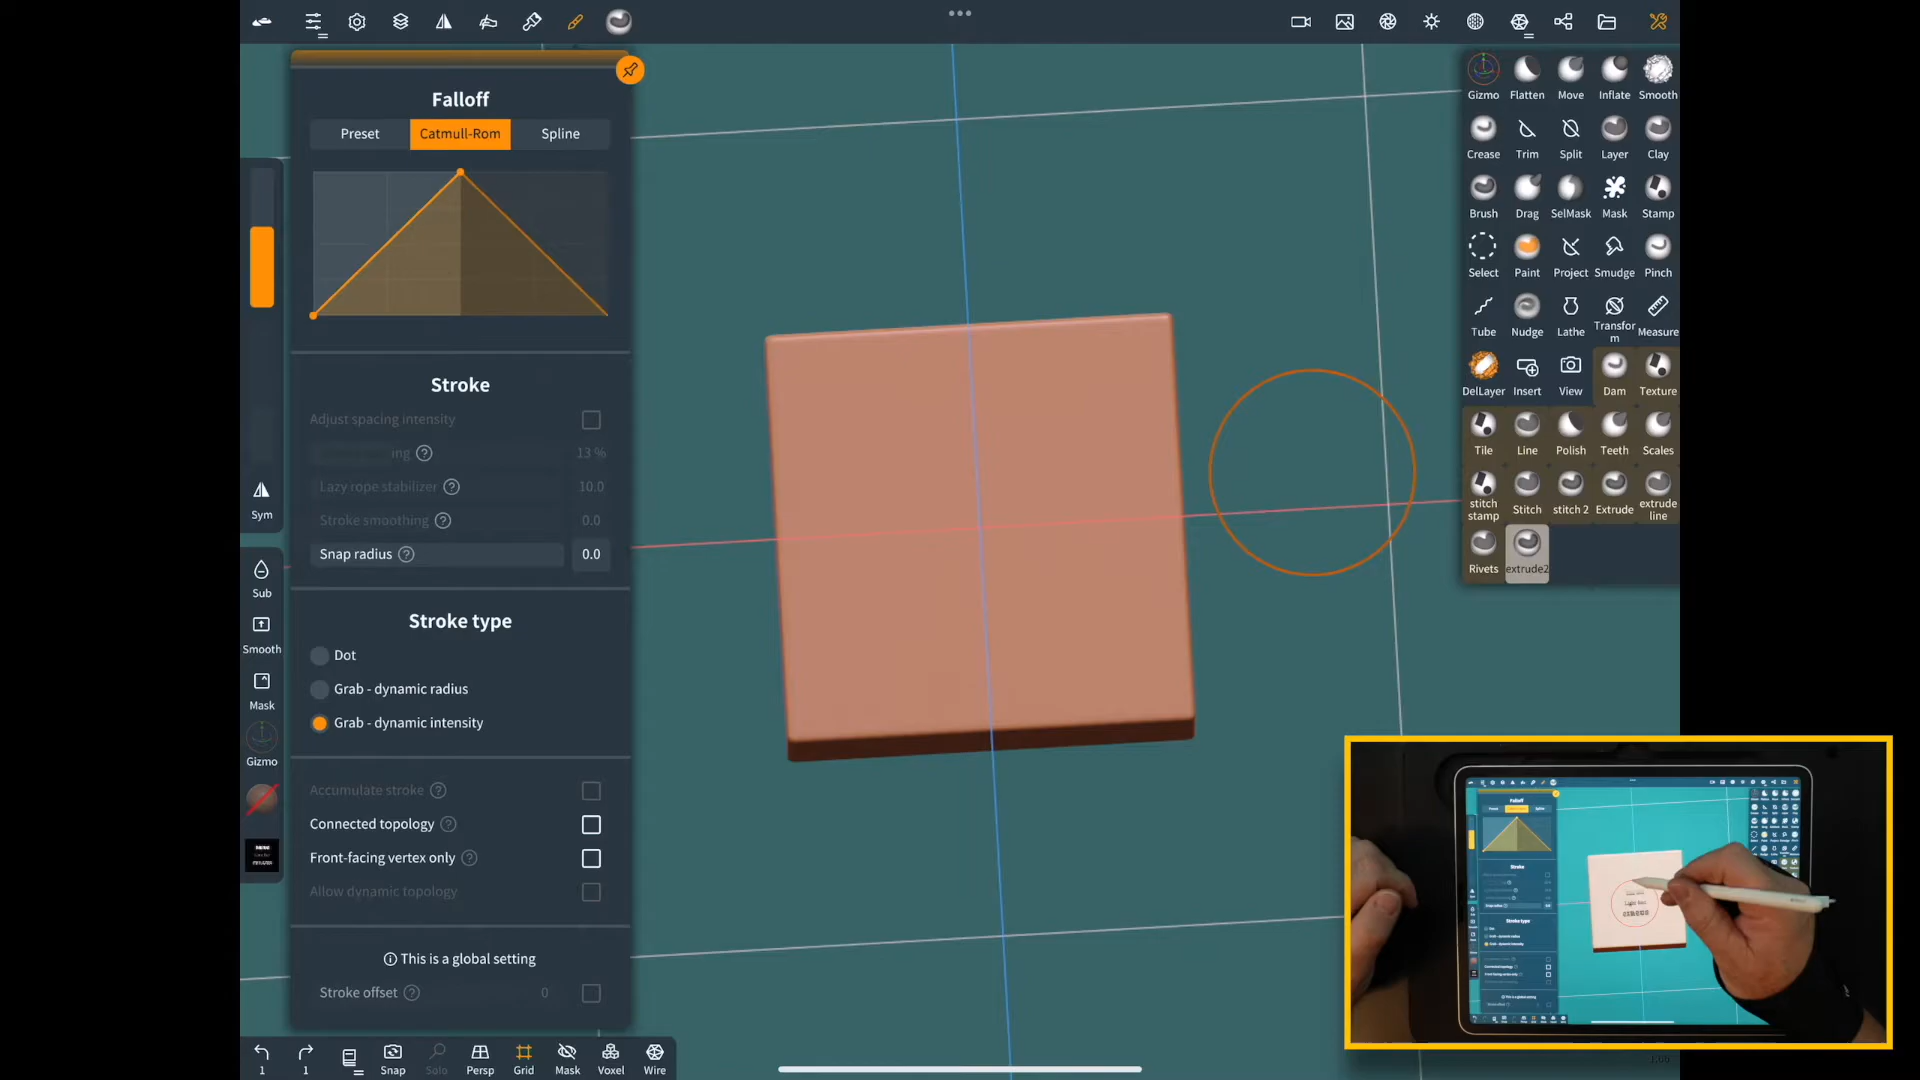 Falloff
Preset
Catmull-Rom
Spline
Stroke
Adjust spacing intensity
ing
13 %
Lazy rope stabilizer
10.0
Stroke smoothing
0.0
Snap radius
0.0
Stroke type
Dot
Grab - dynamic radius
Grab - dynamic intensity
Accumulate stroke
Connected topology
Front-facing vertex only
Allow dynamic topology
This is a global setting
Stroke offset
0
Sym
Sub
Smooth
Mask
Gizmo
1
1
Snap
Solo
Persp
Grid
Mask
Voxel
Wire
Gizmo
Flatten
Move
Inflate
Smooth
Crease
Trim
Split
Layer
Clay
Brush
Drag
SelMask
Mask
Stamp
Select
Paint
Project
Smudge
Pinch
Tube
Nudge
Lathe
Transfor
m
Measure
DelLayer
Insert
View
Dam
Texture
Tile
Line
Polish
Teeth
Scales
stitch
stamp
Stitch
stitch 2
Extrude
extrude
line
Rivets
extrude2
Falloff
Stroke
Stroke type
CIRCUS